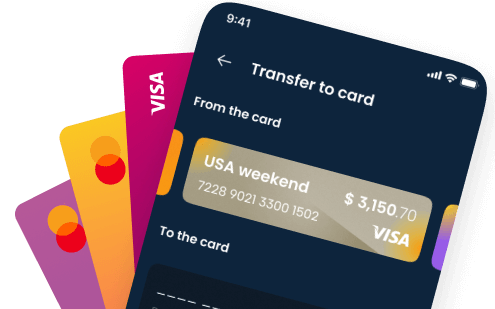 9:41
Transfer to card
From the card
VISA
USA weekend
$ 3,150.70
7228 9021 3300 1502
VISA
To the card